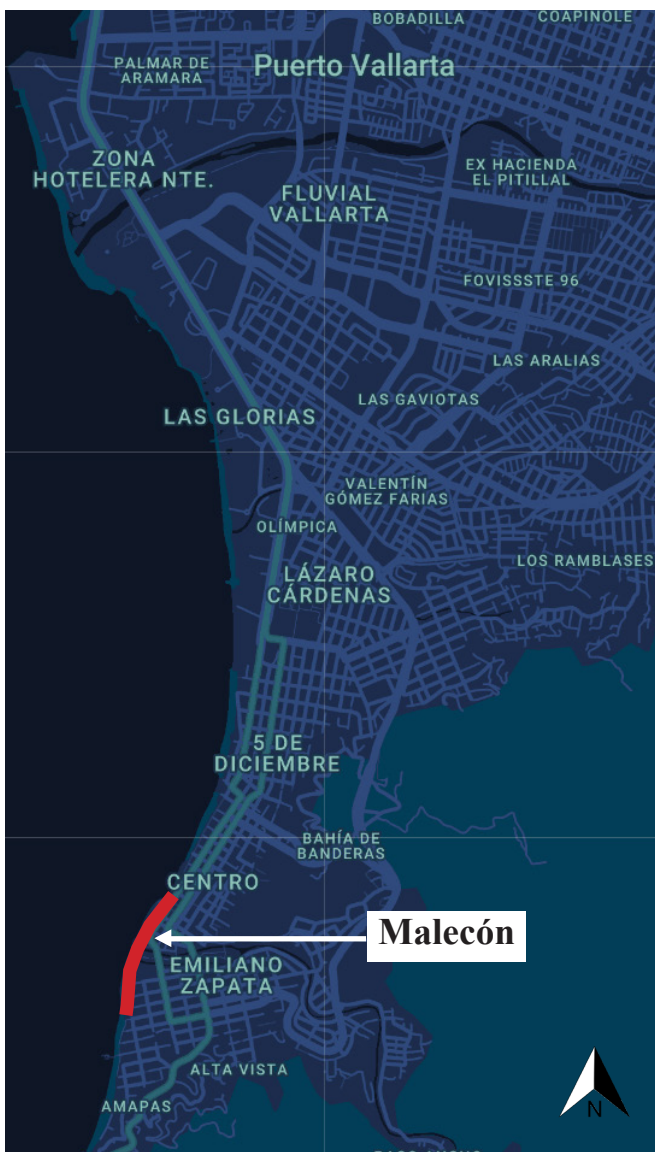 BOBADILLA
COAPINOLE
PALMAR DE
ARAMARA
Puerto Vallarta
ZONA
HOTELERA NTE.
EX HACIENDA
EL PITILLAL
FLUVIAL
VALLARTA
FOVISSSTE 96
LAS ARALIAS
LAS GAVIOTAS
LAS GLORIAS
VALENTÍN
GÓMEZ FARIAS
OLÍMPICA
LOS RAMBLASES
LÁZARO
CÁRDENAS
5 DE
DICIEMBRE
BAHÍA DE
BANDERAS
CENTRO
Malecón
EMILIANO
ZAPATA
ALTA VISTA
AMAPAS
N